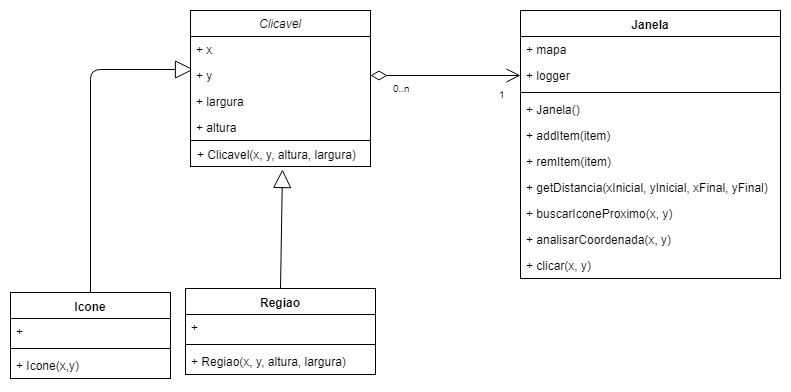 Clicavel
+ x
+ y
+ largura
+ altura
+ Clicavel(x, y, altura, largura)
0..n
1
Janela
+ mapa
+ logger
+ Janela()
+ addItem(item)
+ remItem(item)
+ getDistancia(xInicial, yInicial, xFinal, yFinal)
+ buscarIconeProximo(x, y)
+ analisarCoordenada(x, y)
+ clicar(x, y)
Icone
+
+ Icone(x,y)
Regiao
+
+ Regiao(x, y, altura, largura)